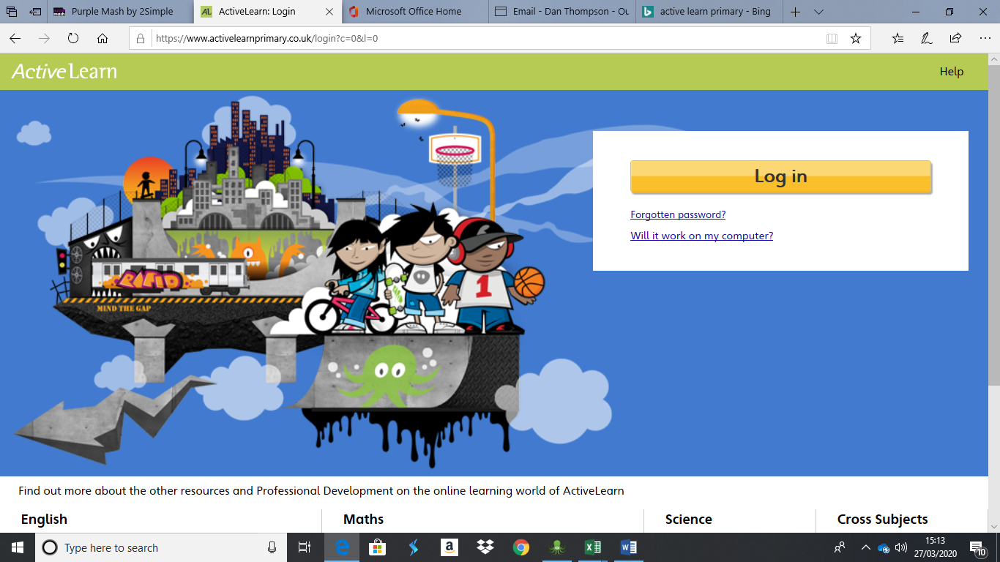 Purple Mash by 2Simple
ActiveLearn: Login
Microsoft Office Home
Email - Dan Thompson - Ou
active learn primary - Bing
https://www.activelearnprimary.co.uk/login?c=0&l=0
ActiveLearn
Help
Log in
Forgotten password?
Will it work on my computer?
MIND THE GAP
1
Find out more about the other resources and Professional Development on the online learning world of ActiveLearn
English
Maths
Science
Cross Subjects
Type here to search
15:13
27/03/2020
10